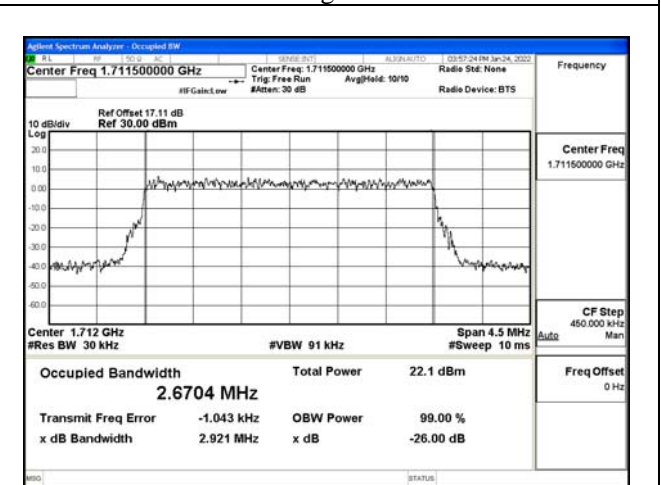 Agilent Spectrum Analyzer - Occupied BW
RL RF 50 Ω AC SENSE:INT ALIGN AUTO 03:57:24 PM Jan 24, 2022
Center Freq 1.711500000 GHz
Center Freq: 1.711500000 GHz
Radio Std: None
Trig: Free Run Avg|Hold: 10/10
#IFGain:Low
#Atten: 30 dB
Radio Device: BTS
Frequency
Ref Offset 17.11 dB
10 dB/div Ref 30.00 dBm
Log
20.0
10.0
0.00
-10.0
-20.0
-30.0
-40.0
-50.0
-60.0
Center Freq
1.711500000 GHz
Center 1.712 GHz
Span 4.5 MHz
#Res BW 30 kHz
#VBW 91 kHz
#Sweep 10 ms
CF Step
450.000 kHz
Auto Man
Occupied Bandwidth
2.6704 MHz
Total Power 22.1 dBm
Transmit Freq Error -1.043 kHz
OBW Power 99.00 %
x dB Bandwidth 2.921 MHz
x dB -26.00 dB
Freq Offset
0 Hz
MSG
STATUS